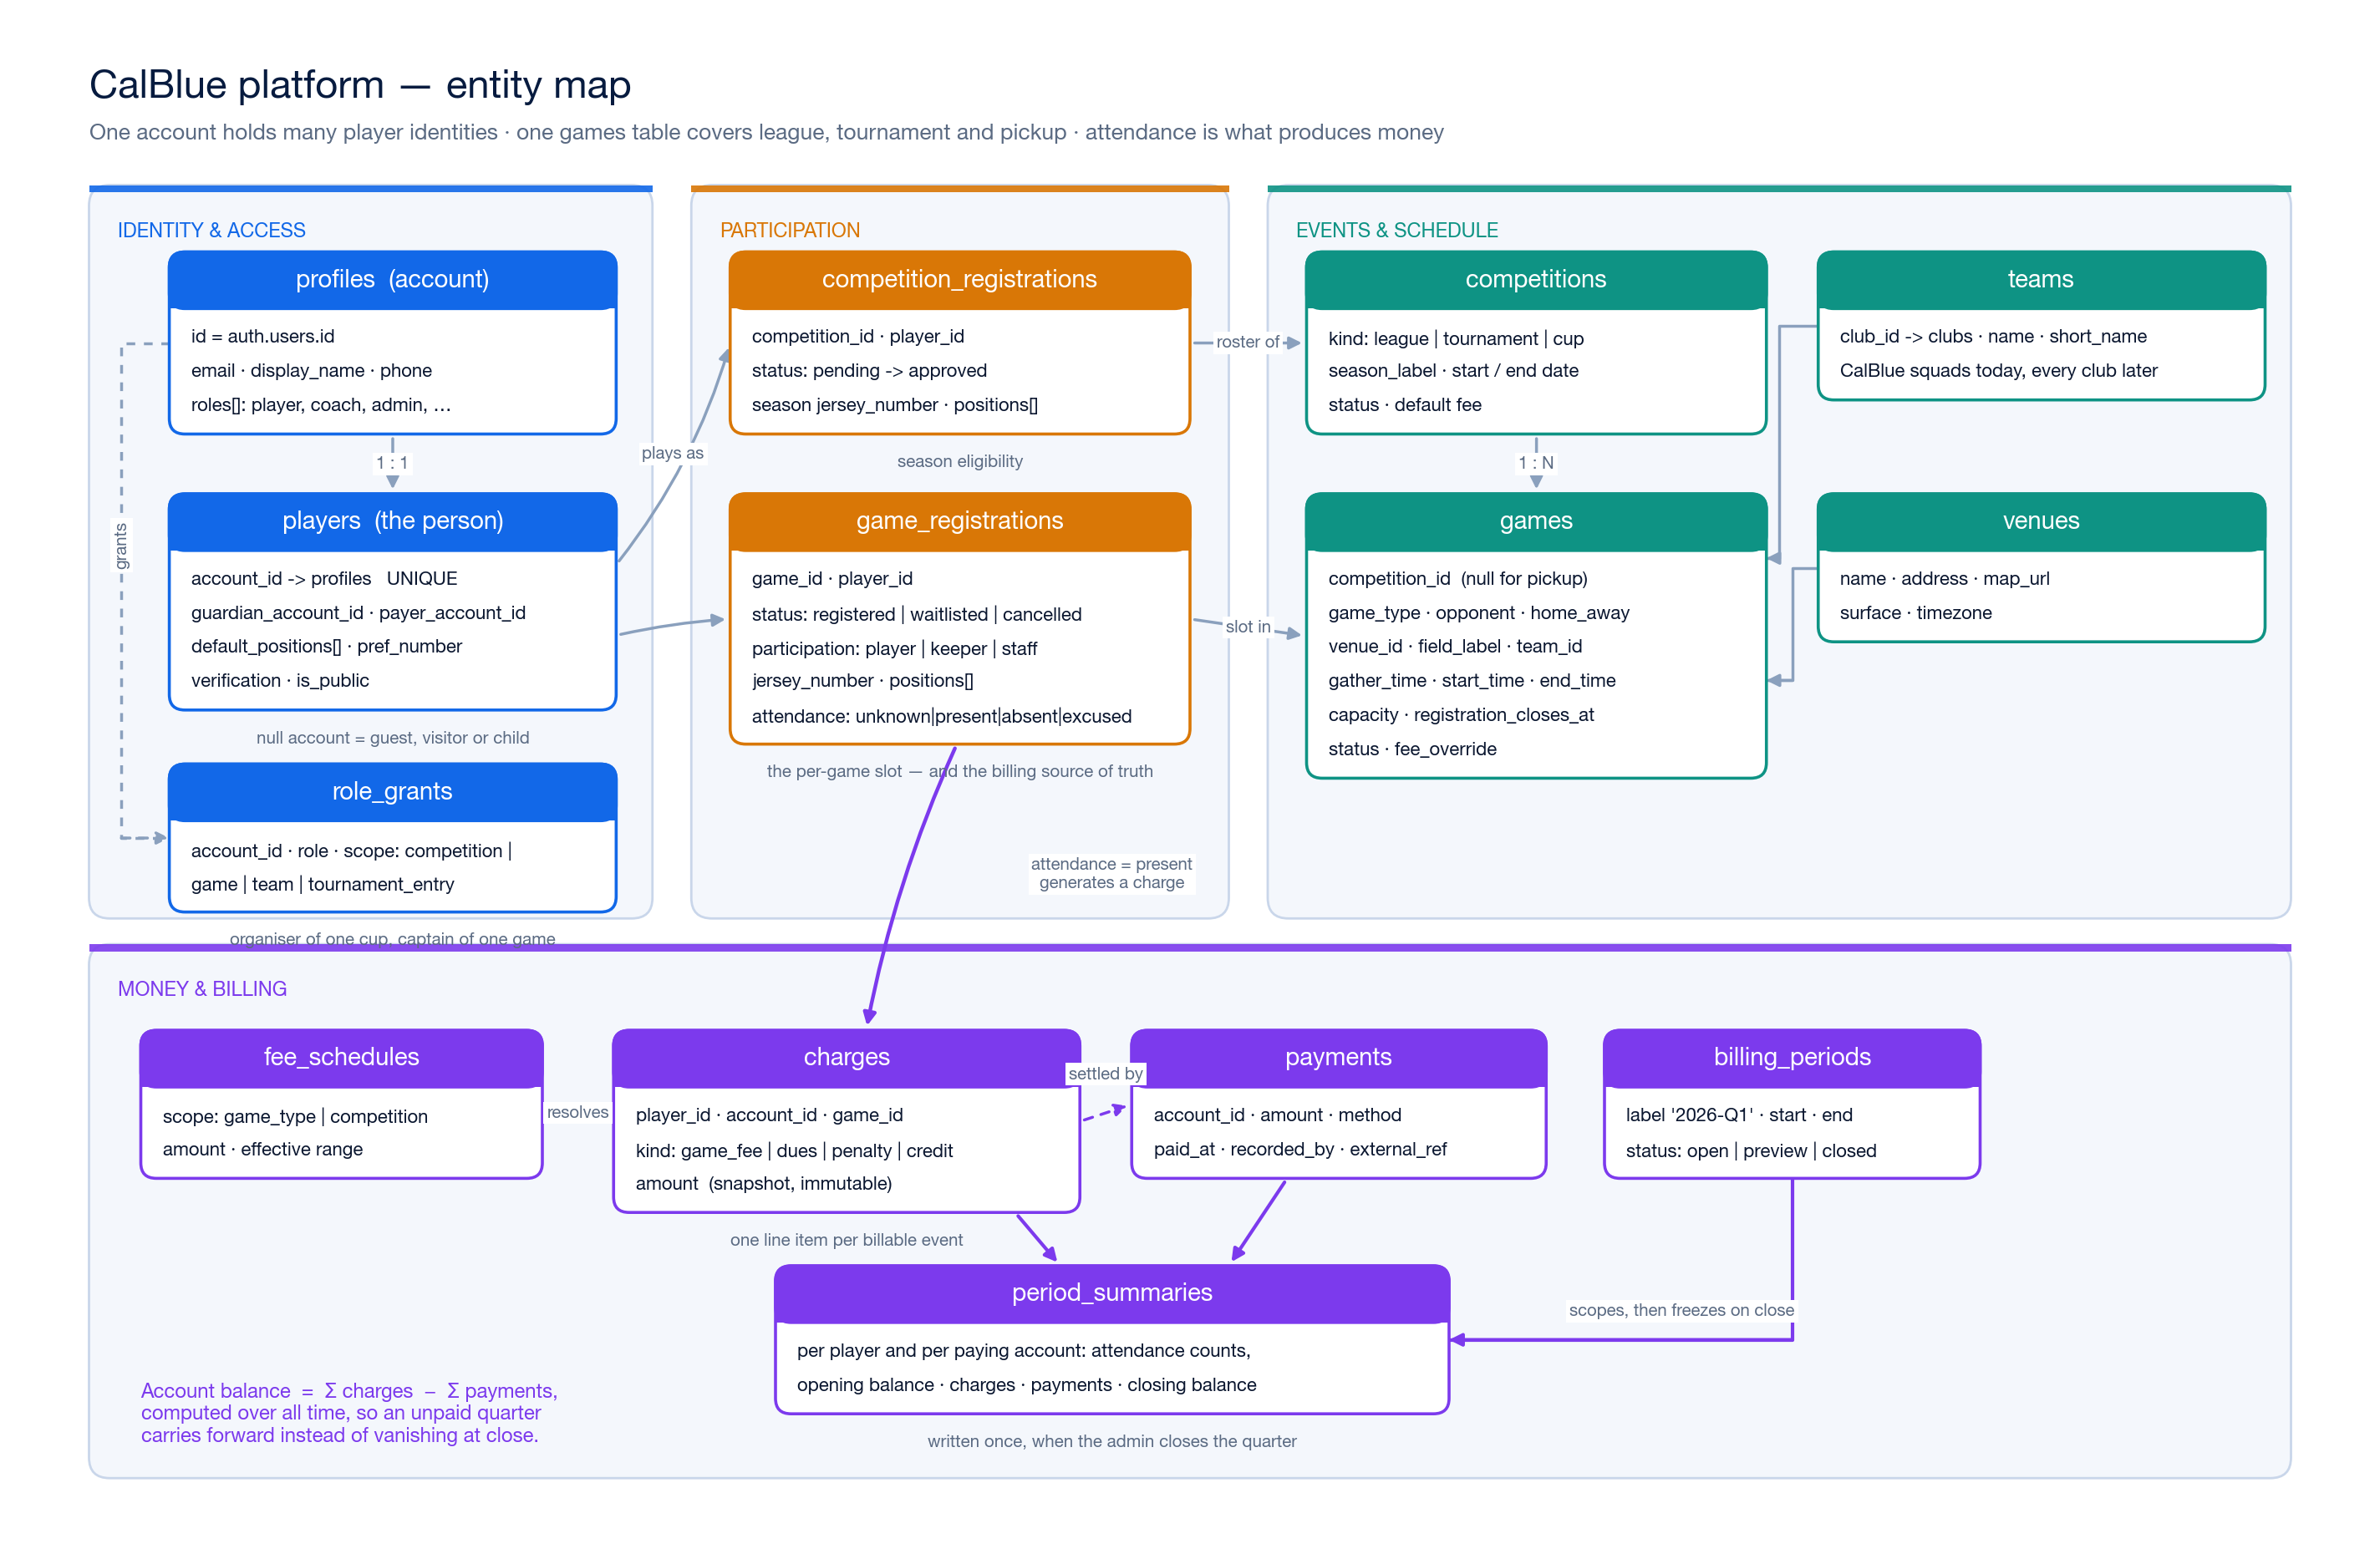 CalBlue platform — entity map
One account holds many player identities · one games table covers league, tournament and pickup · attendance is what produces money
IDENTITY & ACCESS
profiles (account)
id = auth.users.id
email · display_name · phone
roles[]: player, coach, admin, …
1 : 1
grants
players (the person)
account_id -> profiles UNIQUE
guardian_account_id · payer_account_id
default_positions[] · pref_number
verification · is_public
null account = guest, visitor or child
role_grants
account_id · role · scope: competition |
game | team | tournament_entry
organiser of one cup, captain of one game
plays as
PARTICIPATION
competition_registrations
competition_id · player_id
status: pending -> approved
season jersey_number · positions[]
season eligibility
game_registrations
game_id · player_id
status: registered | waitlisted | cancelled
participation: player | keeper | staff
jersey_number · positions[]
attendance: unknown|present|absent|excused
the per-game slot — and the billing source of truth
attendance = present
generates a charge
roster of
slot in
EVENTS & SCHEDULE
competitions
kind: league | tournament | cup
season_label · start / end date
status · default fee
1 : N
games
competition_id (null for pickup)
game_type · opponent · home_away
venue_id · field_label · team_id
gather_time · start_time · end_time
capacity · registration_closes_at
status · fee_override
teams
club_id -> clubs · name · short_name
CalBlue squads today, every club later
venues
name · address · map_url
surface · timezone
MONEY & BILLING
fee_schedules
scope: game_type | competition
amount · effective range
resolves
charges
player_id · account_id · game_id
kind: game_fee | dues | penalty | credit
amount (snapshot, immutable)
one line item per billable event
settled by
payments
account_id · amount · method
paid_at · recorded_by · external_ref
billing_periods
label '2026-Q1' · start · end
status: open | preview | closed
scopes, then freezes on close
period_summaries
per player and per paying account: attendance counts,
opening balance · charges · payments · closing balance
written once, when the admin closes the quarter
Account balance = Σ charges − Σ payments,
computed over all time, so an unpaid quarter
carries forward instead of vanishing at close.